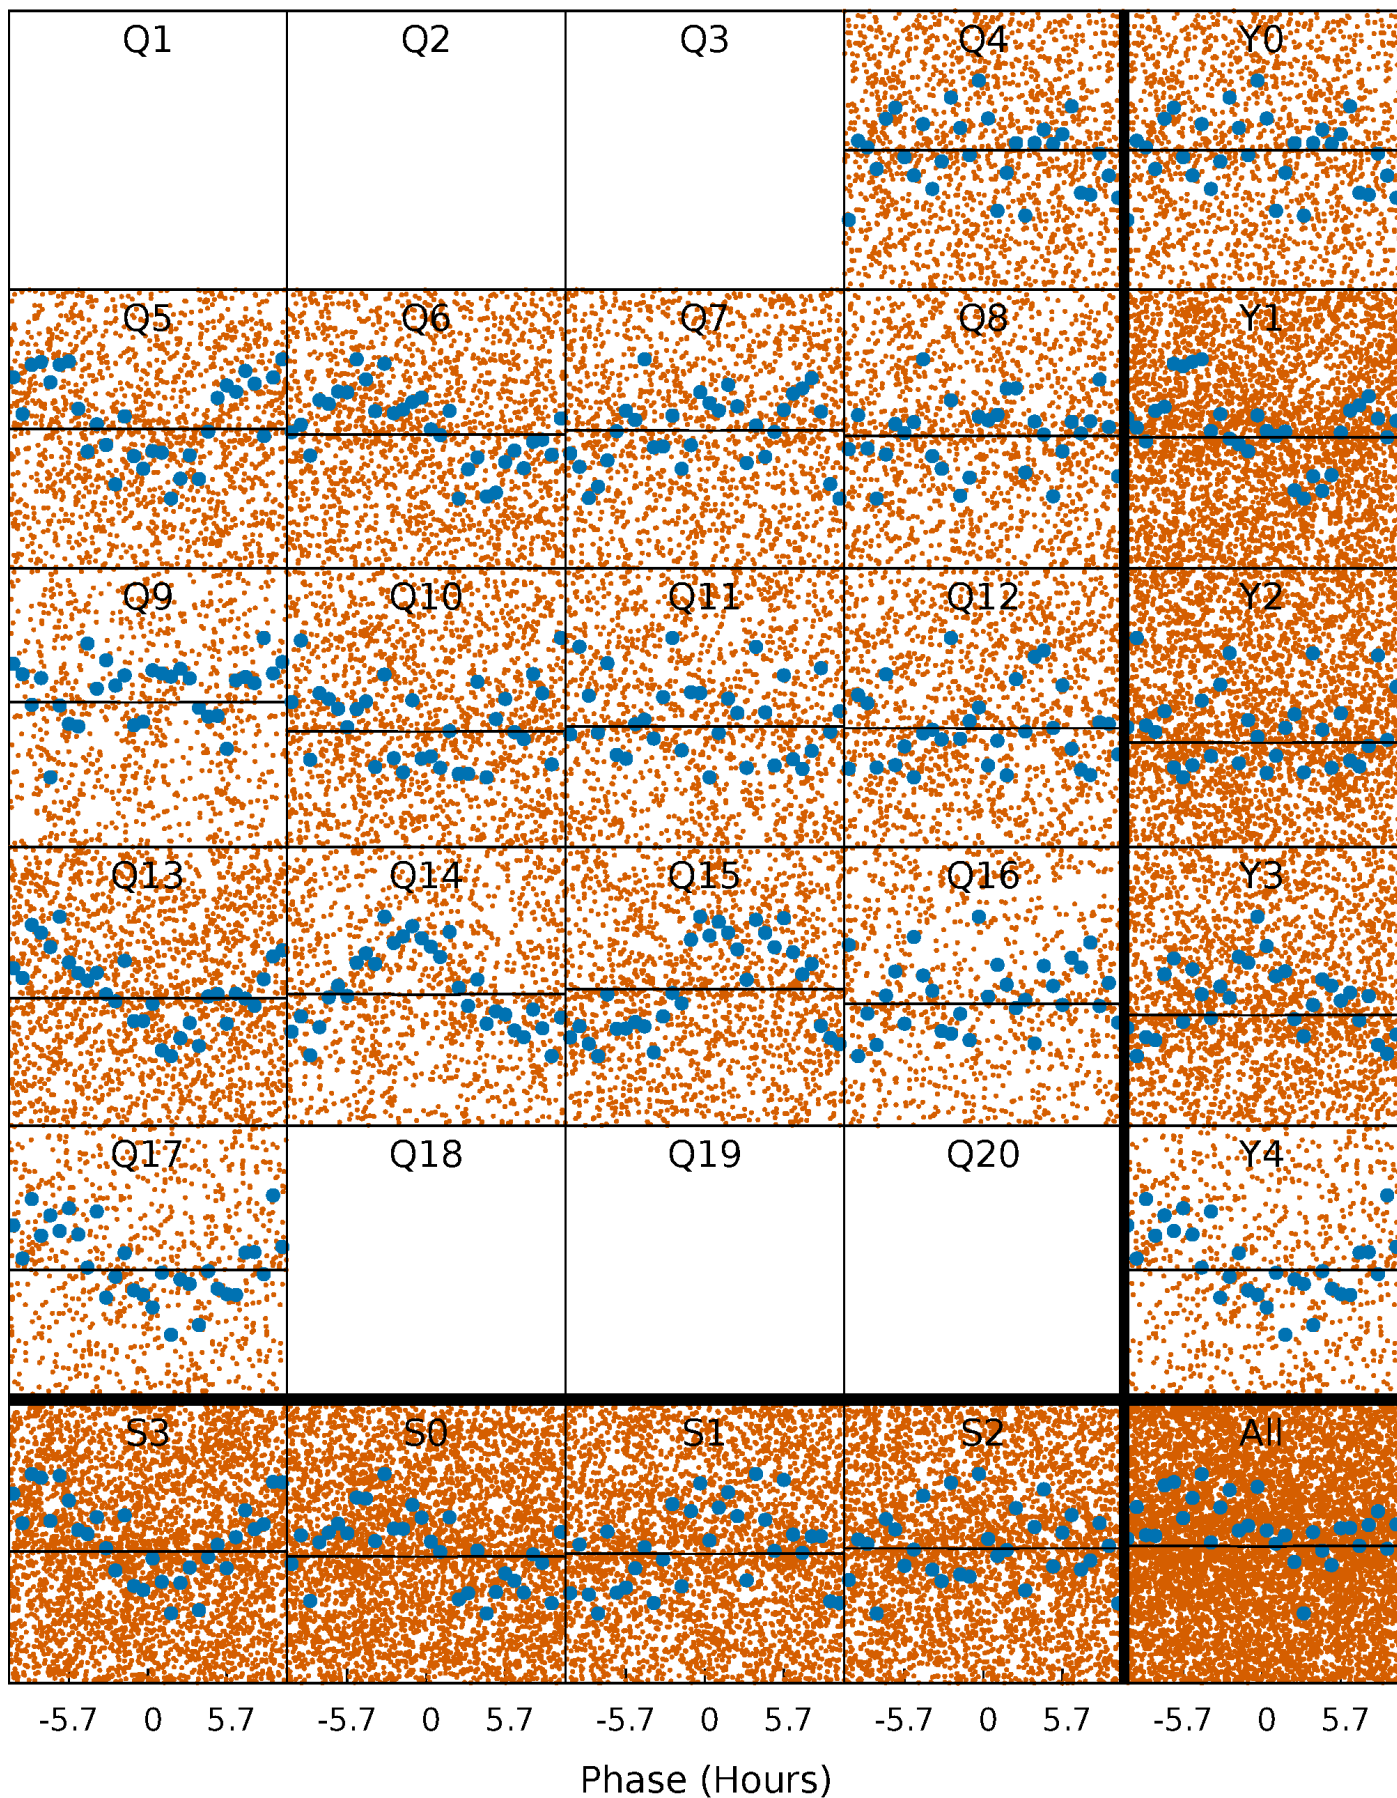 Q1 Q2 Q3 Q4 Y0
Q5 Q6 Q7 Q8 Y1
Q9 Q10 Q11 Q12 Y2
Q13 Q14 Q15 Q16 Y3
Q17 Q18 Q19 Q20 Y4
S3 S0 S1 S2 All
-5.7 0 5.7 -5.7 0 5.7 -5.7 0 5.7 -5.7 0 5.7 -5.7 0 5.7
Phase (Hours)